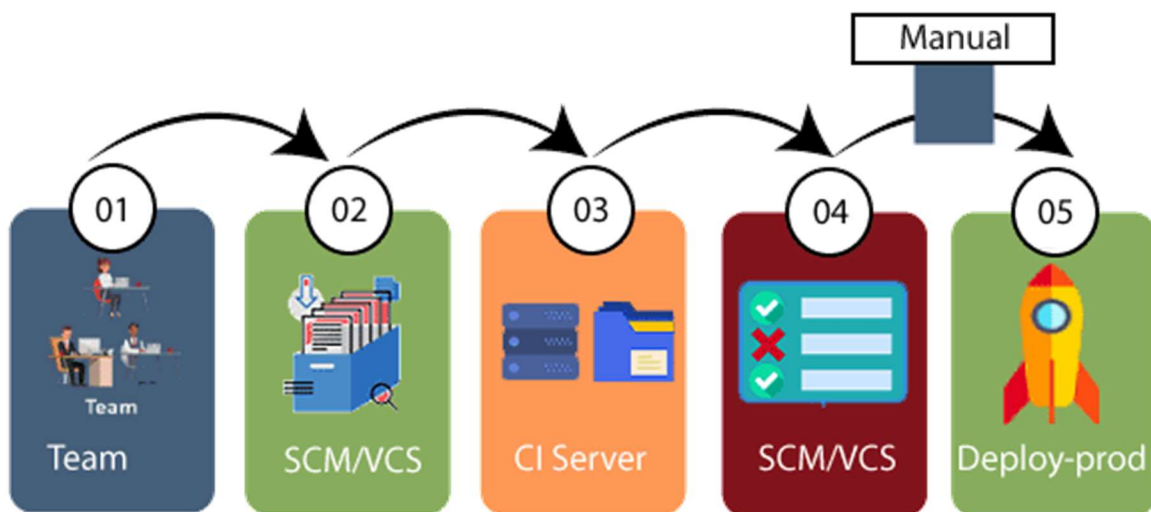 Manual
01
02
03
04
05
Team
Team
SCM/VCS
CI Server
SCM/VCS
Deploy-prod